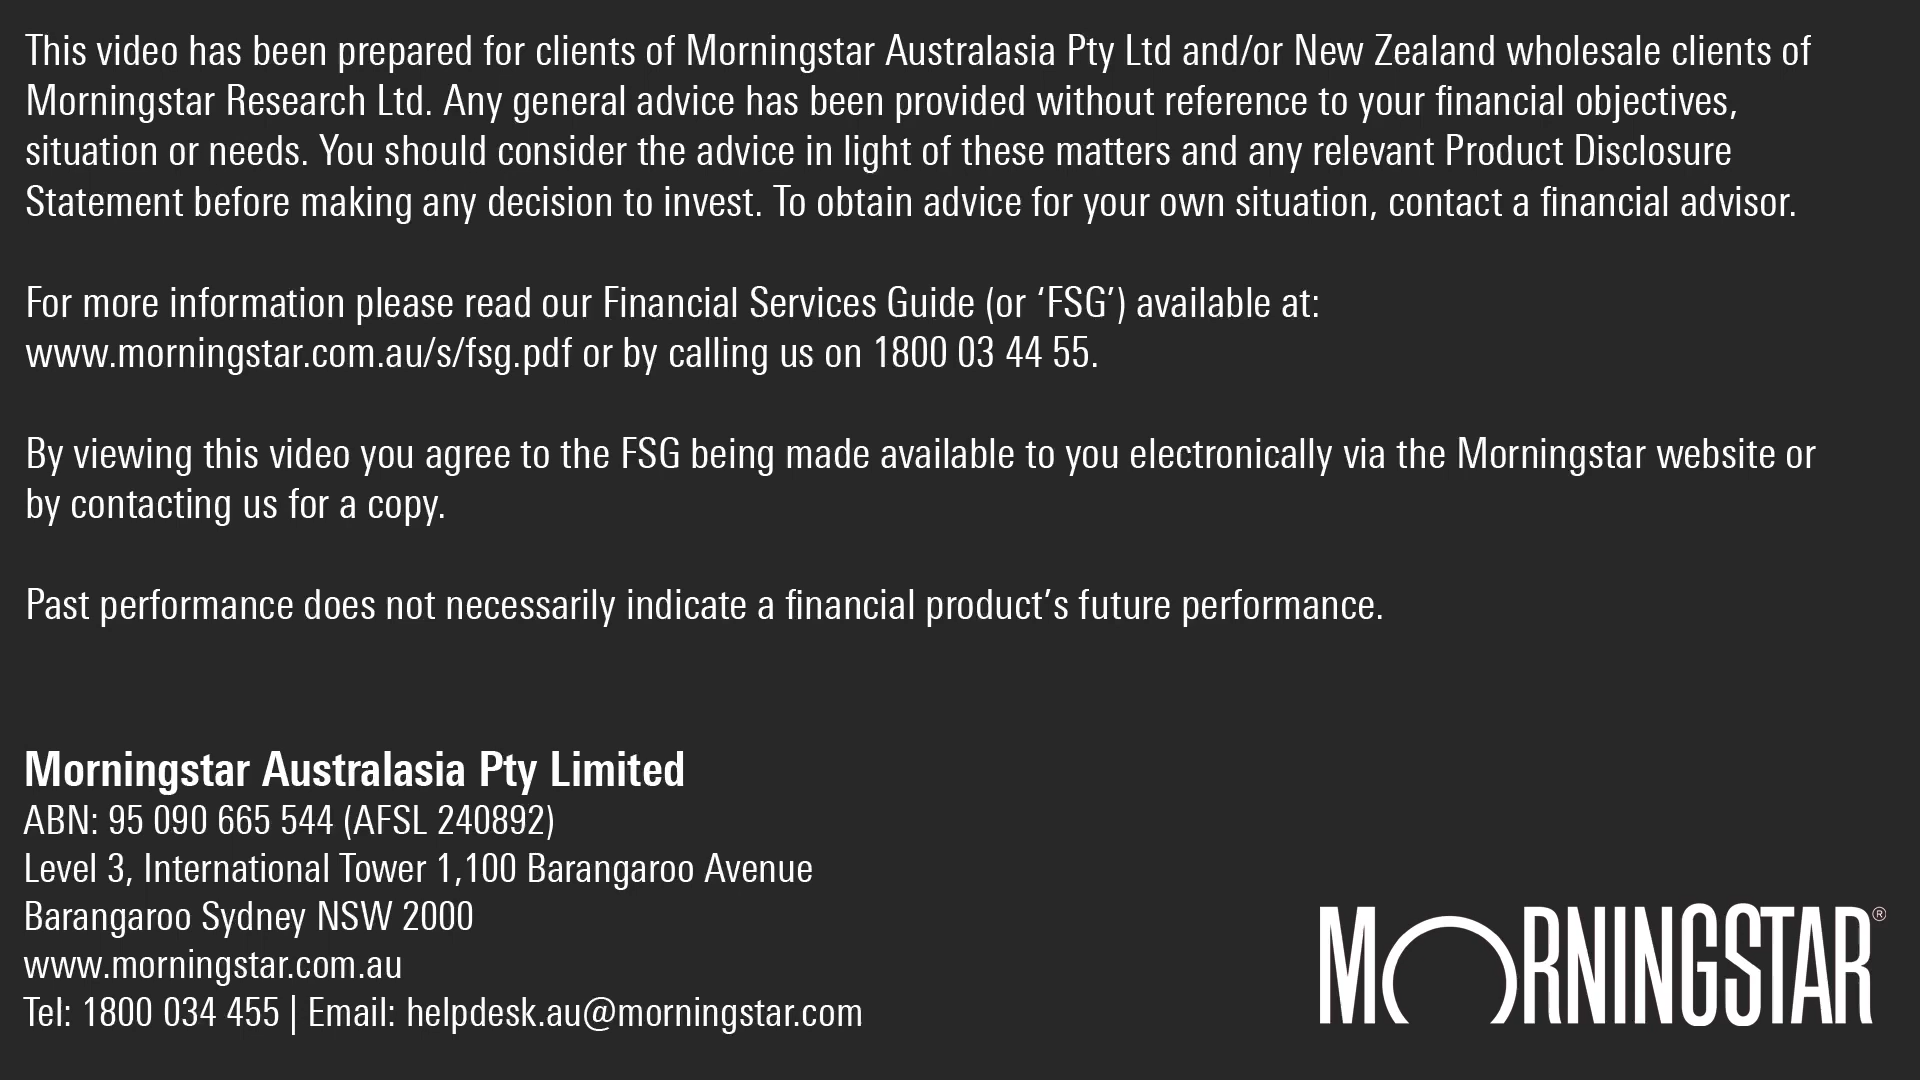 This video has been prepared for clients of Morningstar Australasia Pty Ltd and/or New Zealand wholesale clients of
Morningstar Research Ltd. Any general advice has been provided without reference to your financial objectives,
situation or needs. You should consider the advice in light of these matters and any relevant Product Disclosure
Statement before making any decision to invest. To obtain advice for your own situation, contact a financial advisor.
For more information please read our Financial Services Guide (or ‘FSG’) available at:
www.morningstar.com.au/s/fsg.pdf or by calling us on 1800 03 44 55.
By viewing this video you agree to the FSG being made available to you electronically via the Morningstar website or
by contacting us for a copy.
Past performance does not necessarily indicate a financial product’s future performance.
Morningstar Australasia Pty Limited
ABN: 95 090 665 544 (AFSL 240892)
Level 3, International Tower 1,100 Barangaroo Avenue
Barangaroo Sydney NSW 2000
www.morningstar.com.au
Tel: 1800 034 455 | Email: helpdesk.au@morningstar.com
MORNINGSTAR®